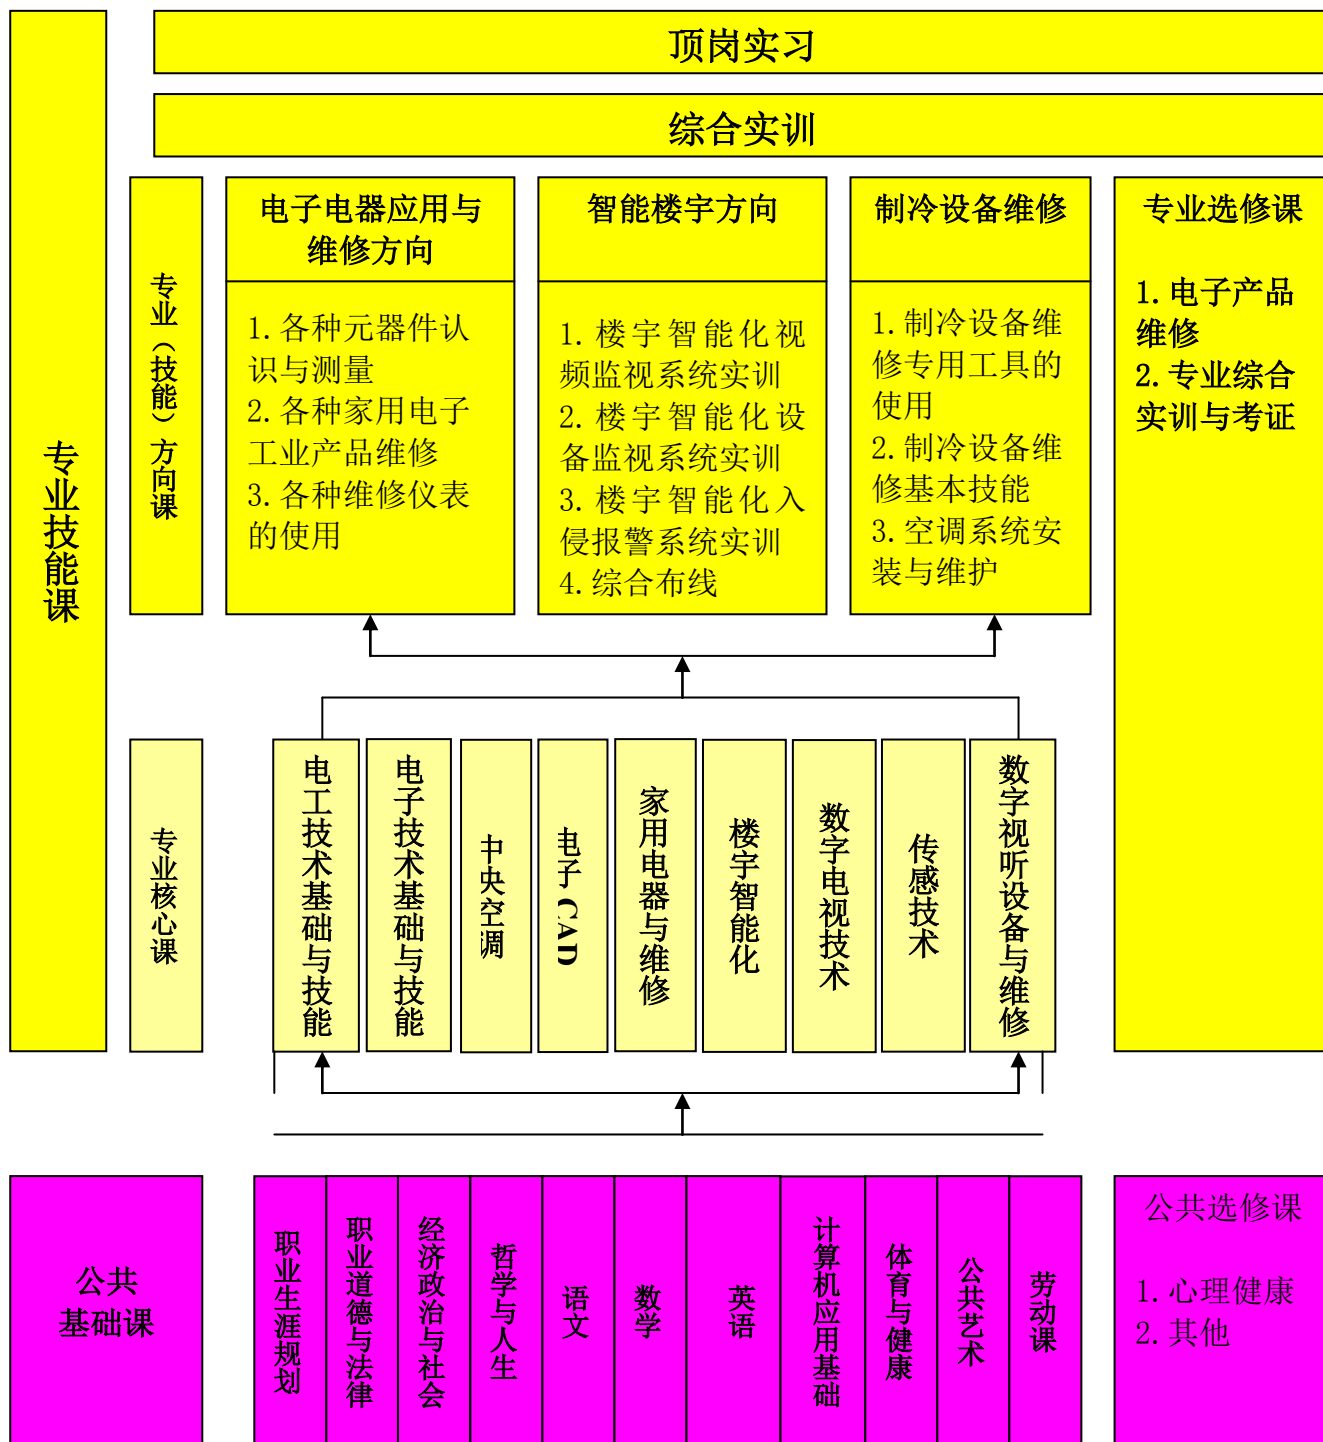 顶岗实习
综合实训
专业技能课
专业（技能）方向课
电子电器应用与
维修方向
1.各种元器件认
识与测量
2.各种家用电子
工业产品维修
3.各种维修仪表
的使用
智能楼宇方向
1.楼宇智能化视
频监视系统实训
2.楼宇智能化设
备监视系统实训
3.楼宇智能化入
侵报警系统实训
4.综合布线
制冷设备维修
1.制冷设备维
修专用工具的
使用
2.制冷设备维
修基本技能
3.空调系统安
装与维护
专业选修课
1.电子产品
维修
2.专业综合
实训与考证
专业核心课
电工技术基础与技能
电子技术基础与技能
中央空调
电子CAD
家用电器与维修
楼宇智能化
数字电视技术
传感技术
数字视听设备与维修
公共
基础课
职业生涯规划
职业道德与法律
经济政治与社会
哲学与人生
语文
数学
英语
计算机应用基础
体育与健康
公共艺术
劳动课
公共选修课
1.心理健康
2.其他